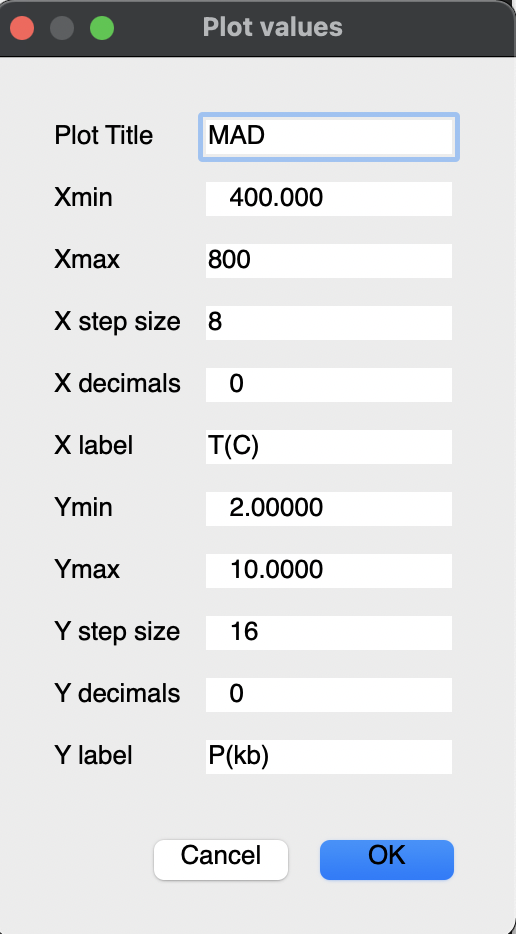 Plot values
Plot Title MAD
Xmin 400.000
Xmax 800
X step size 8
X decimals 0
X label T(C)
Ymin 2.00000
Ymax 10.0000
Y step size 16
Y decimals 0
Y label P(kb)
Cancel OK